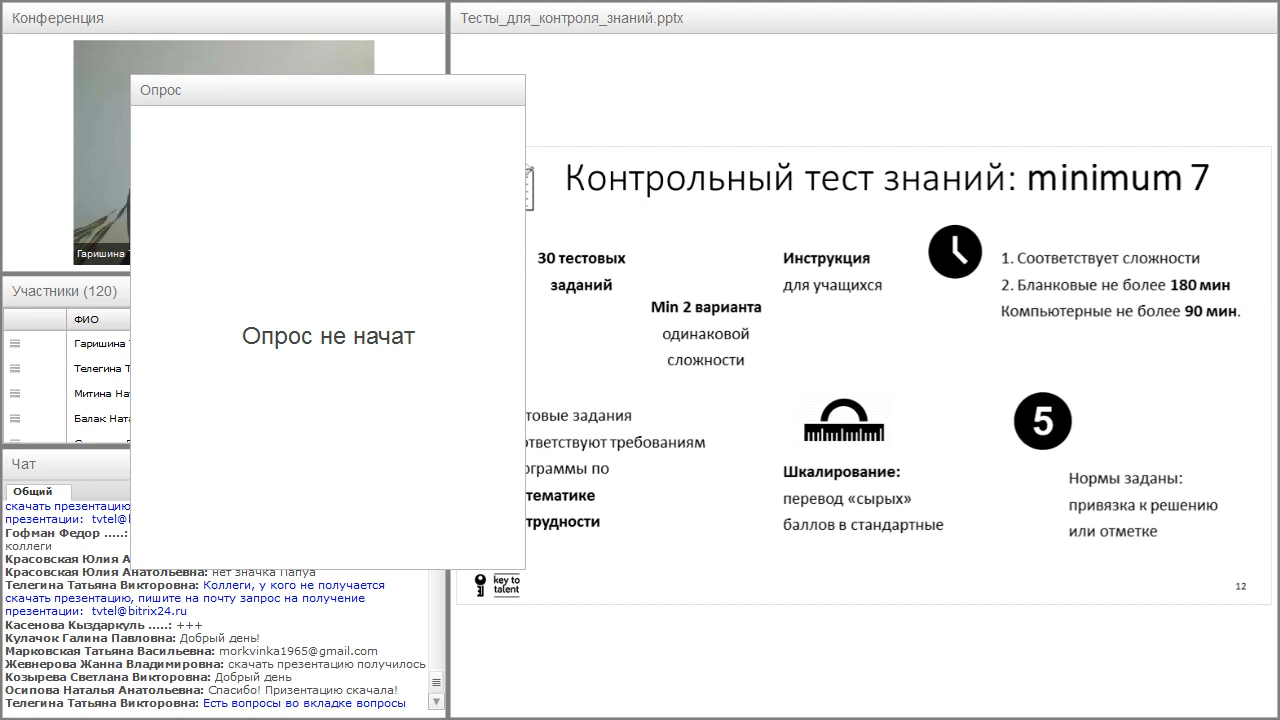 Конференция
Гаришина
Участники (120)
ФИО
Гаришина
Телегина
Митина
Балак
Чат
Общий
скачать презентацию
презентации:
Гофман Федор .....:
коллеги
Красовская Юлия
Красовская Юлия Анатольевна: нет значка Папуа
Телегина Татьяна Викторовна: Коллеги, у кого не получается
скачать презентацию, пишите на почту запрос на получение
презентации: tvtel@bitrix24.ru
Касенова Кыздаркуль .....: +++
Кулачок Галина Павловна: Добрый день!
Марковская Татьяна Васильевна: morkvinka1965@gmail.com
Жевнерова Жанна Владимировна: скачать презентацию получилось
Козырева Светлана Викторовна: Добрый день
Осипова Наталья Анатольевна: Спасибо! Призентацию скачала!
Телегина Татьяна Викторовна: Есть вопросы во вкладке вопросы
Опрос
Опрос не начат
Тесты_для_контроля_знаний.pptx
Контрольный тест знаний: minimum 7
30 тестовых
заданий
Min 2 варианта
одинаковой
сложности
Инструкция
для учащихся
1. Соответствует сложности
2. Бланковые не более 180 мин
Компьютерные не более 90 мин.
товые задания
ответствуют требованиям
ограммы по
тематике
трудности
Шкалирование:
перевод «сырых»
баллов в стандартные
5
Нормы заданы:
привязка к решению
или отметке
key to
talent
12